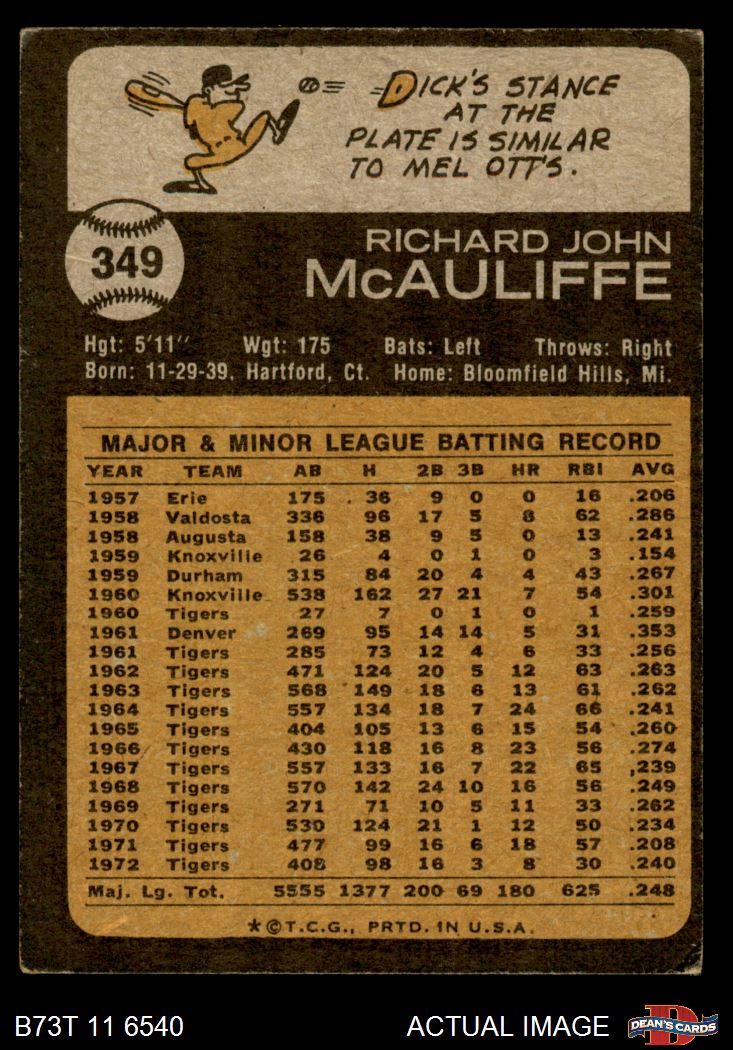 DICK'S STANCE
AT THE
PLATE IS SIMILAR
TO MEL OTT'S.
349
RICHARD JOHN
McAULIFFE
Hgt: 5'11" Wgt: 175 Bats: Left Throws: Right
Born: 11-29-39, Hartford, Ct. Home: Bloomfield Hills, Mi.
MAJOR & MINOR LEAGUE BATTING RECORD
YEAR TEAM AB H 2B 3B HR RBI AVG
1957 Erie 175 36 9 0 0 16 .206
1958 Valdosta 336 96 17 5 8 62 .286
1958 Augusta 158 38 9 5 0 13 .241
1959 Knoxville 26 4 0 1 0 3 .154
1959 Durham 315 84 20 4 4 43 .267
1960 Knoxville 538 162 27 21 7 54 .301
1960 Tigers 27 7 0 1 0 1 .259
1961 Denver 269 95 14 14 5 31 .353
1961 Tigers 285 73 12 4 6 33 .256
1962 Tigers 471 124 20 5 12 63 .263
1963 Tigers 568 149 18 6 13 61 .262
1964 Tigers 557 134 18 7 24 66 .241
1965 Tigers 404 105 13 6 15 54 .260
1966 Tigers 430 118 16 8 23 56 .274
1967 Tigers 557 133 16 7 22 65 ,239
1968 Tigers 570 142 24 10 16 56 .249
1969 Tigers 271 71 10 5 11 33 .262
1970 Tigers 530 124 21 1 12 50 .234
1971 Tigers 477 99 16 6 18 57 .208
1972 Tigers 408 98 16 3 8 30 .240
Maj. Lg. Tot. 5555 1377 200 69 180 625 .248
*©T.C.G., PRTD. IN U.S.A.
B73T 11 6540 ACTUAL IMAGE D DEAN'S CARDS